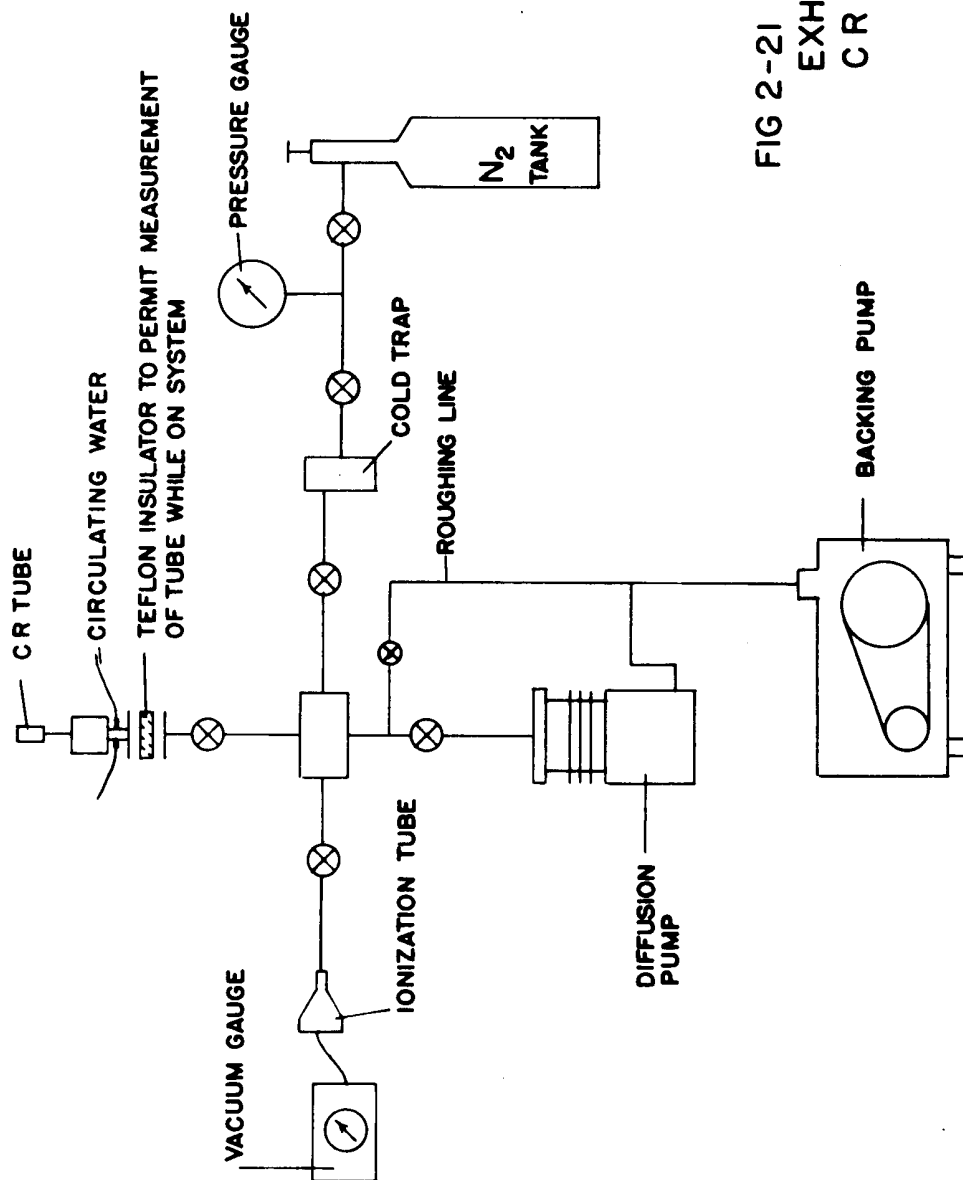 C R TUBE
CIRCULATING WATER
TEFLON INSULATOR TO PERMIT MEASUREMENT
OF TUBE WHILE ON SYSTEM
PRESSURE GAUGE
N2
TANK
COLD TRAP
ROUGHING LINE
VACUUM GAUGE
IONIZATION TUBE
DIFFUSION
PUMP
BACKING PUMP
FIG 2-21
EXH
C R